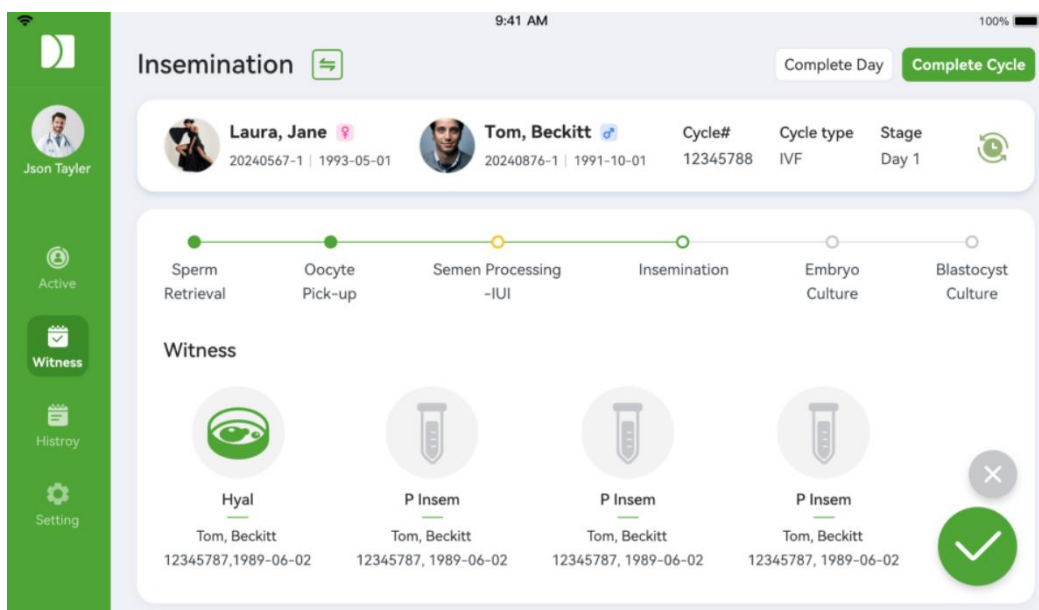 9:41 AM
100%
Insemination
Complete Day
Complete Cycle
Json Tayler
Laura, Jane
20240567-1 | 1993-05-01
Tom, Beckitt
20240876-1 | 1991-10-01
Cycle#
12345788
Cycle type
IVF
Stage
Day 1
Active
Witness
Histroy
Setting
Sperm
Retrieval
Oocyte
Pick-up
Semen Processing
-IUI
Insemination
Embryo
Culture
Blastocyst
Culture
Witness
Hyal
Tom, Beckitt
12345787,1989-06-02
P Insem
Tom, Beckitt
12345787, 1989-06-02
P Insem
Tom, Beckitt
12345787, 1989-06-02
P Insem
Tom, Beckitt
12345787, 1989-06-02